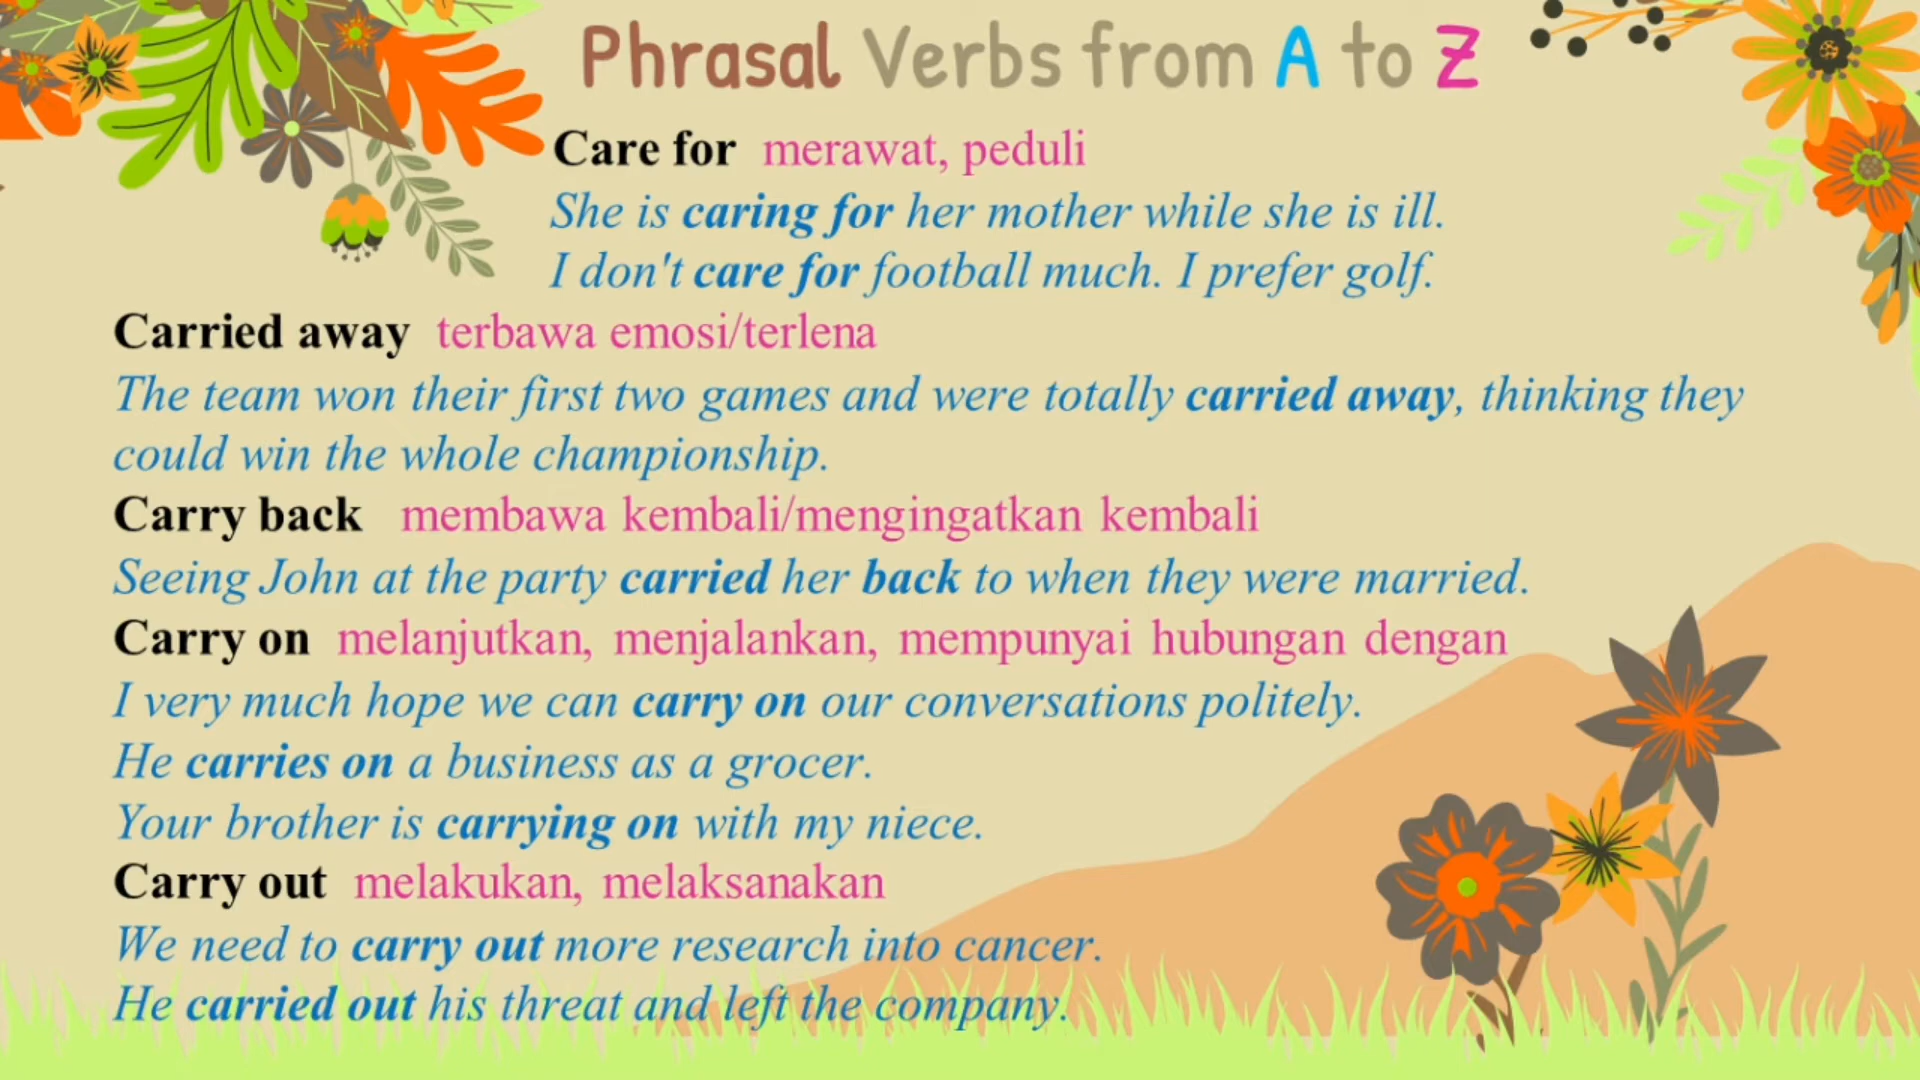 Phrasal Verbs from A to Z
Care for merawat, peduli
She is caring for her mother while she is ill.
I don't care for football much. I prefer golf.
Carried away terbawa emosi/terlena
The team won their first two games and were totally carried away, thinking they
could win the whole championship.
Carry back membawa kembali/mengingatkan kembali
Seeing John at the party carried her back to when they were married.
Carry on melanjutkan, menjalankan, mempunyai hubungan dengan
I very much hope we can carry on our conversations politely.
He carries on a business as a grocer.
Your brother is carrying on with my niece.
Carry out melakukan, melaksanakan
We need to carry out more research into cancer.
He carried out his threat and left the company.